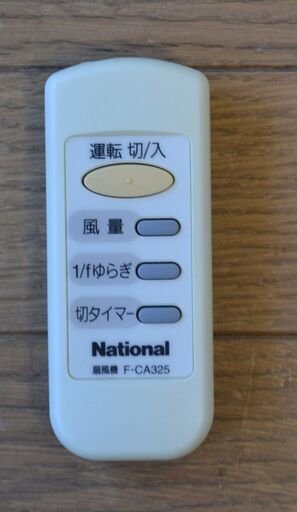 運転 切/入
風量
1/fゆらぎ
切タイマー
National
扇風機 F-CA325